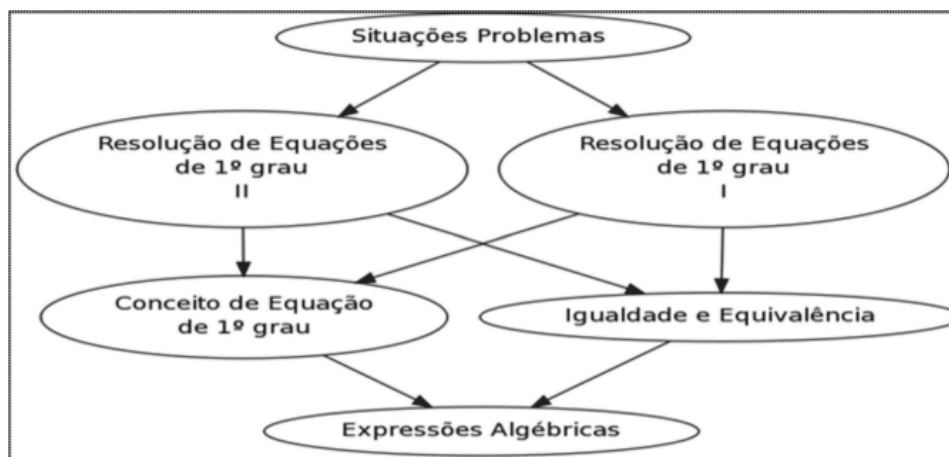 Situações Problemas
Resolução de Equações
de 1º grau
II
Resolução de Equações
de 1º grau
I
Conceito de Equação
de 1º grau
Igualdade e Equivalência
Expressões Algébricas